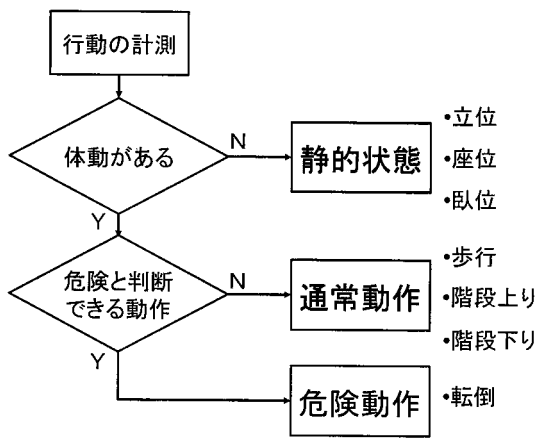 行動の計測
体動がある
N
静的状態
•立位
•座位
•臥位
Y
危険と判断
できる動作
N
通常動作
•歩行
•階段上り
•階段下り
Y
危険動作
•転倒